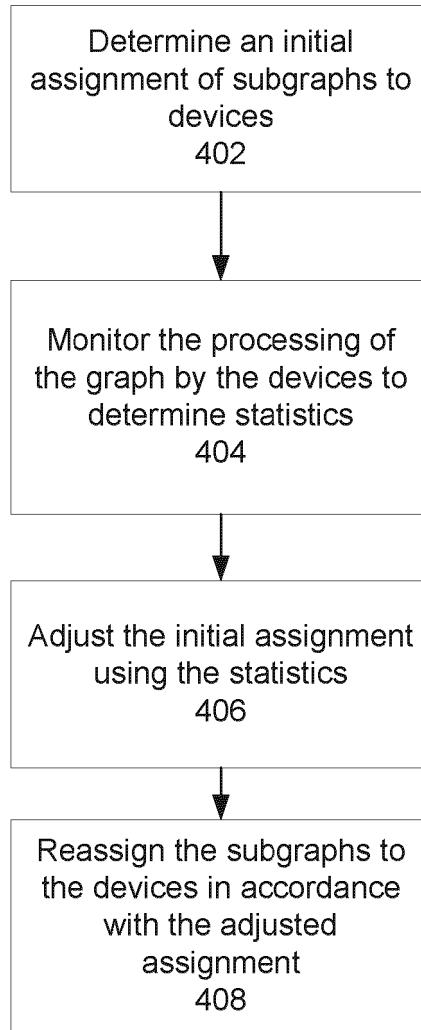 Determine an initial
assignment of subgraphs to
devices
402
Monitor the processing of
the graph by the devices to
determine statistics
404
Adjust the initial assignment
using the statistics
406
Reassign the subgraphs to
the devices in accordance
with the adjusted
assignment
408